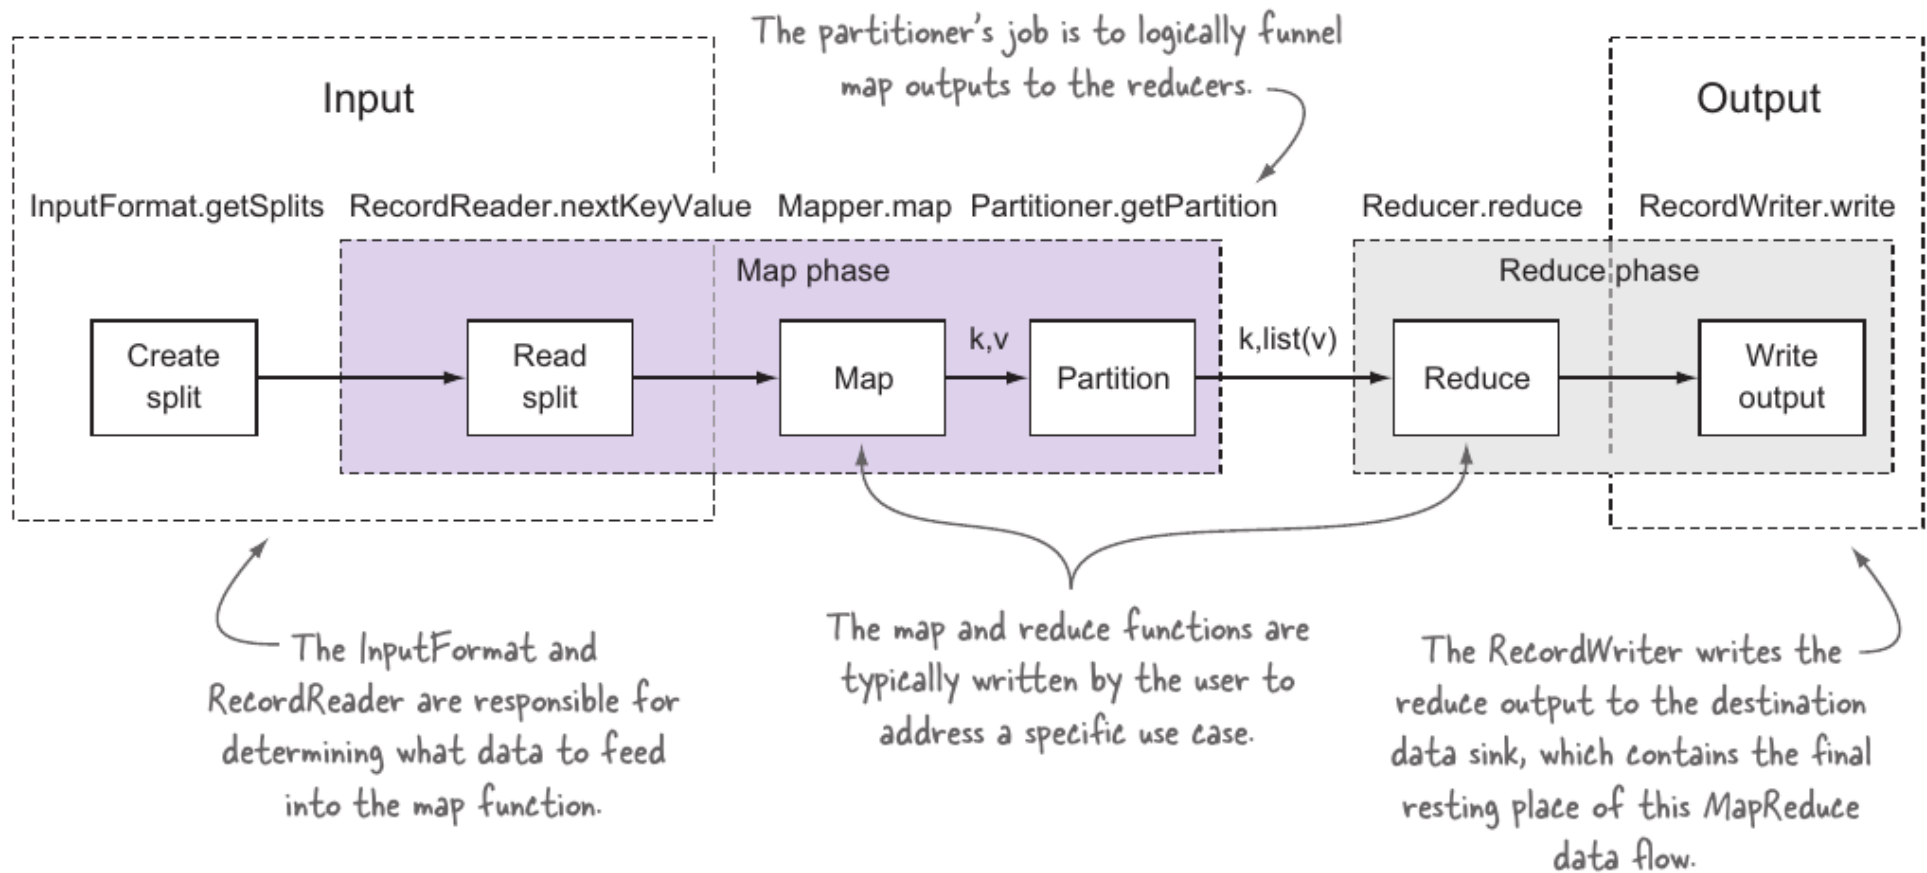 The partitioner's job is to logically funnel
map outputs to the reducers.
Input
Output
InputFormat.getSplits
RecordReader.nextKeyValue
Mapper.map
Partitioner.getPartition
Reducer.reduce
RecordWriter.write
Map phase
Reduce phase
Create
split
Read
split
Map
k,v
Partition
k,list(v)
Reduce
Write
output
The InputFormat and
RecordReader are responsible for
determining what data to feed
into the map function.
The map and reduce functions are
typically written by the user to
address a specific use case.
The RecordWriter writes the
reduce output to the destination
data sink, which contains the final
resting place of this MapReduce
data flow.